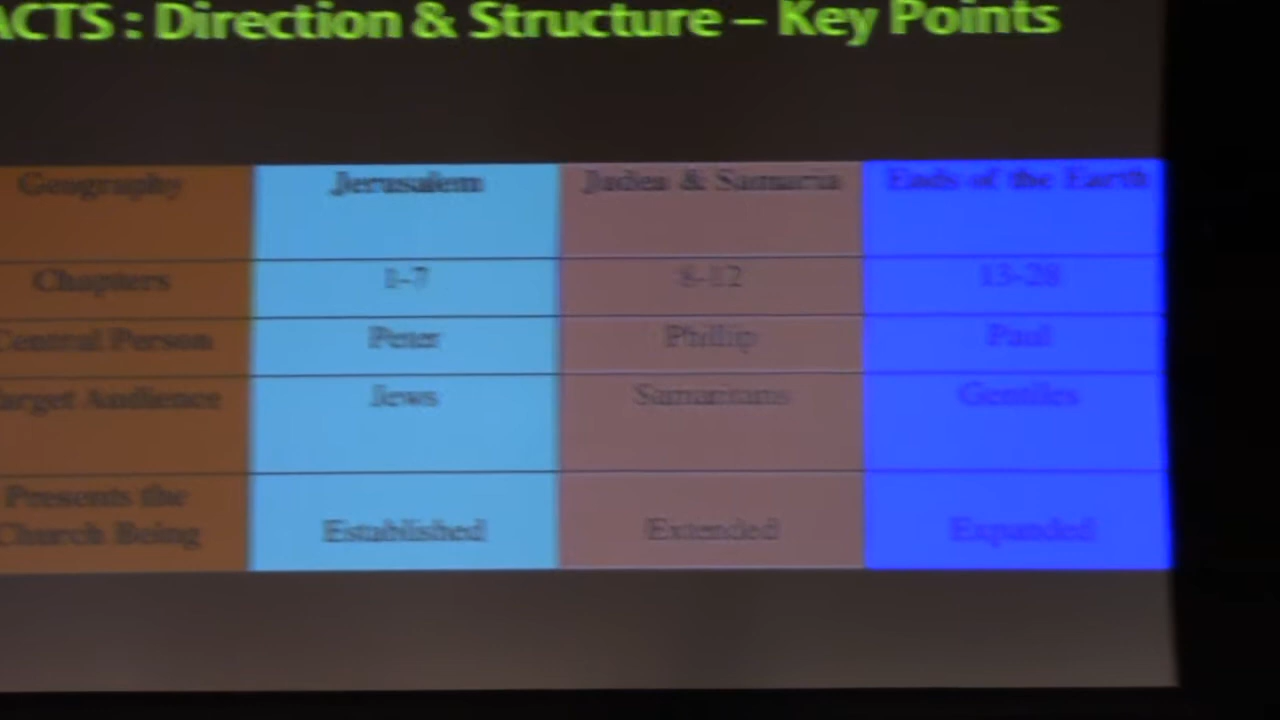 ACTS : Direction & Structure – Key Points
Geography Jerusalem Judea & Samaria Ends of the Earth
Chapters 1-7 8-12 13-28
Central Person Peter Phillip Paul
Target Audience Jews Samaritans Gentiles
Presents the
Church Being Established Extended Expanded